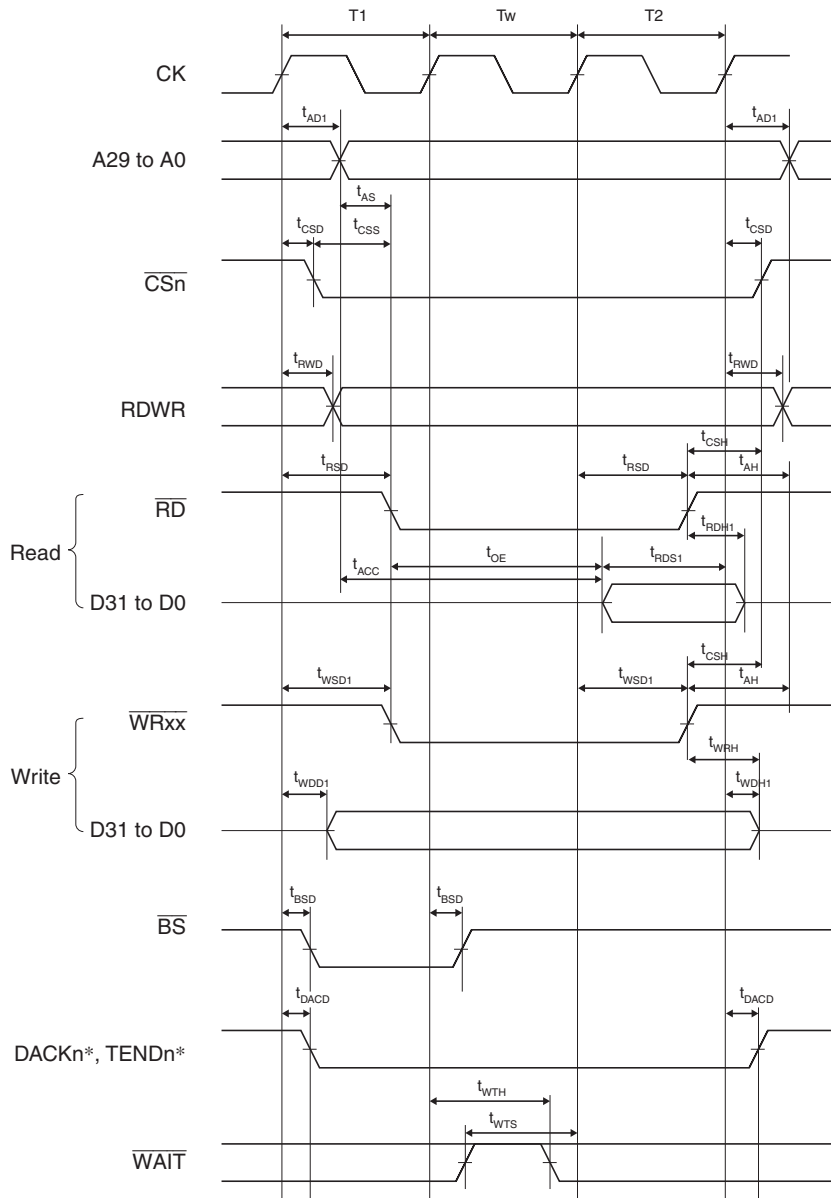 T1 Tw T2
CK
tAD1 tAD1
A29 to A0
tAS
tCSD tCSS tCSD
CSn
tRWD tRWD
RDWR
tCSH
tRSD tRSD tAH
RD
tRDH1
Read
tOE tRDS1
tACC
D31 to D0
tCSH
tWSD1 tWSD1 tAH
WRxx
tWRH
Write
tWDD1 tWDH1
D31 to D0
tBSD tBSD
BS
tDACD tDACD
DACKn*, TENDn*
tWTH
tWTS
WAIT